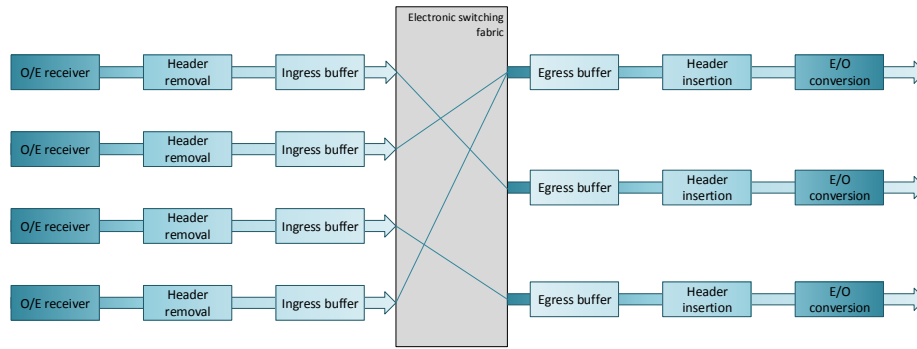 Electronic switching
fabric
O/E receiver
Header
removal
Ingress buffer
Egress buffer
Header
insertion
E/O
conversion
O/E receiver
Header
removal
Ingress buffer
Egress buffer
Header
insertion
E/O conversion
O/E receiver
Header
removal
Ingress buffer
O/E receiver
Header
removal
Ingress buffer
Egress buffer
Header
insertion
E/O
conversion